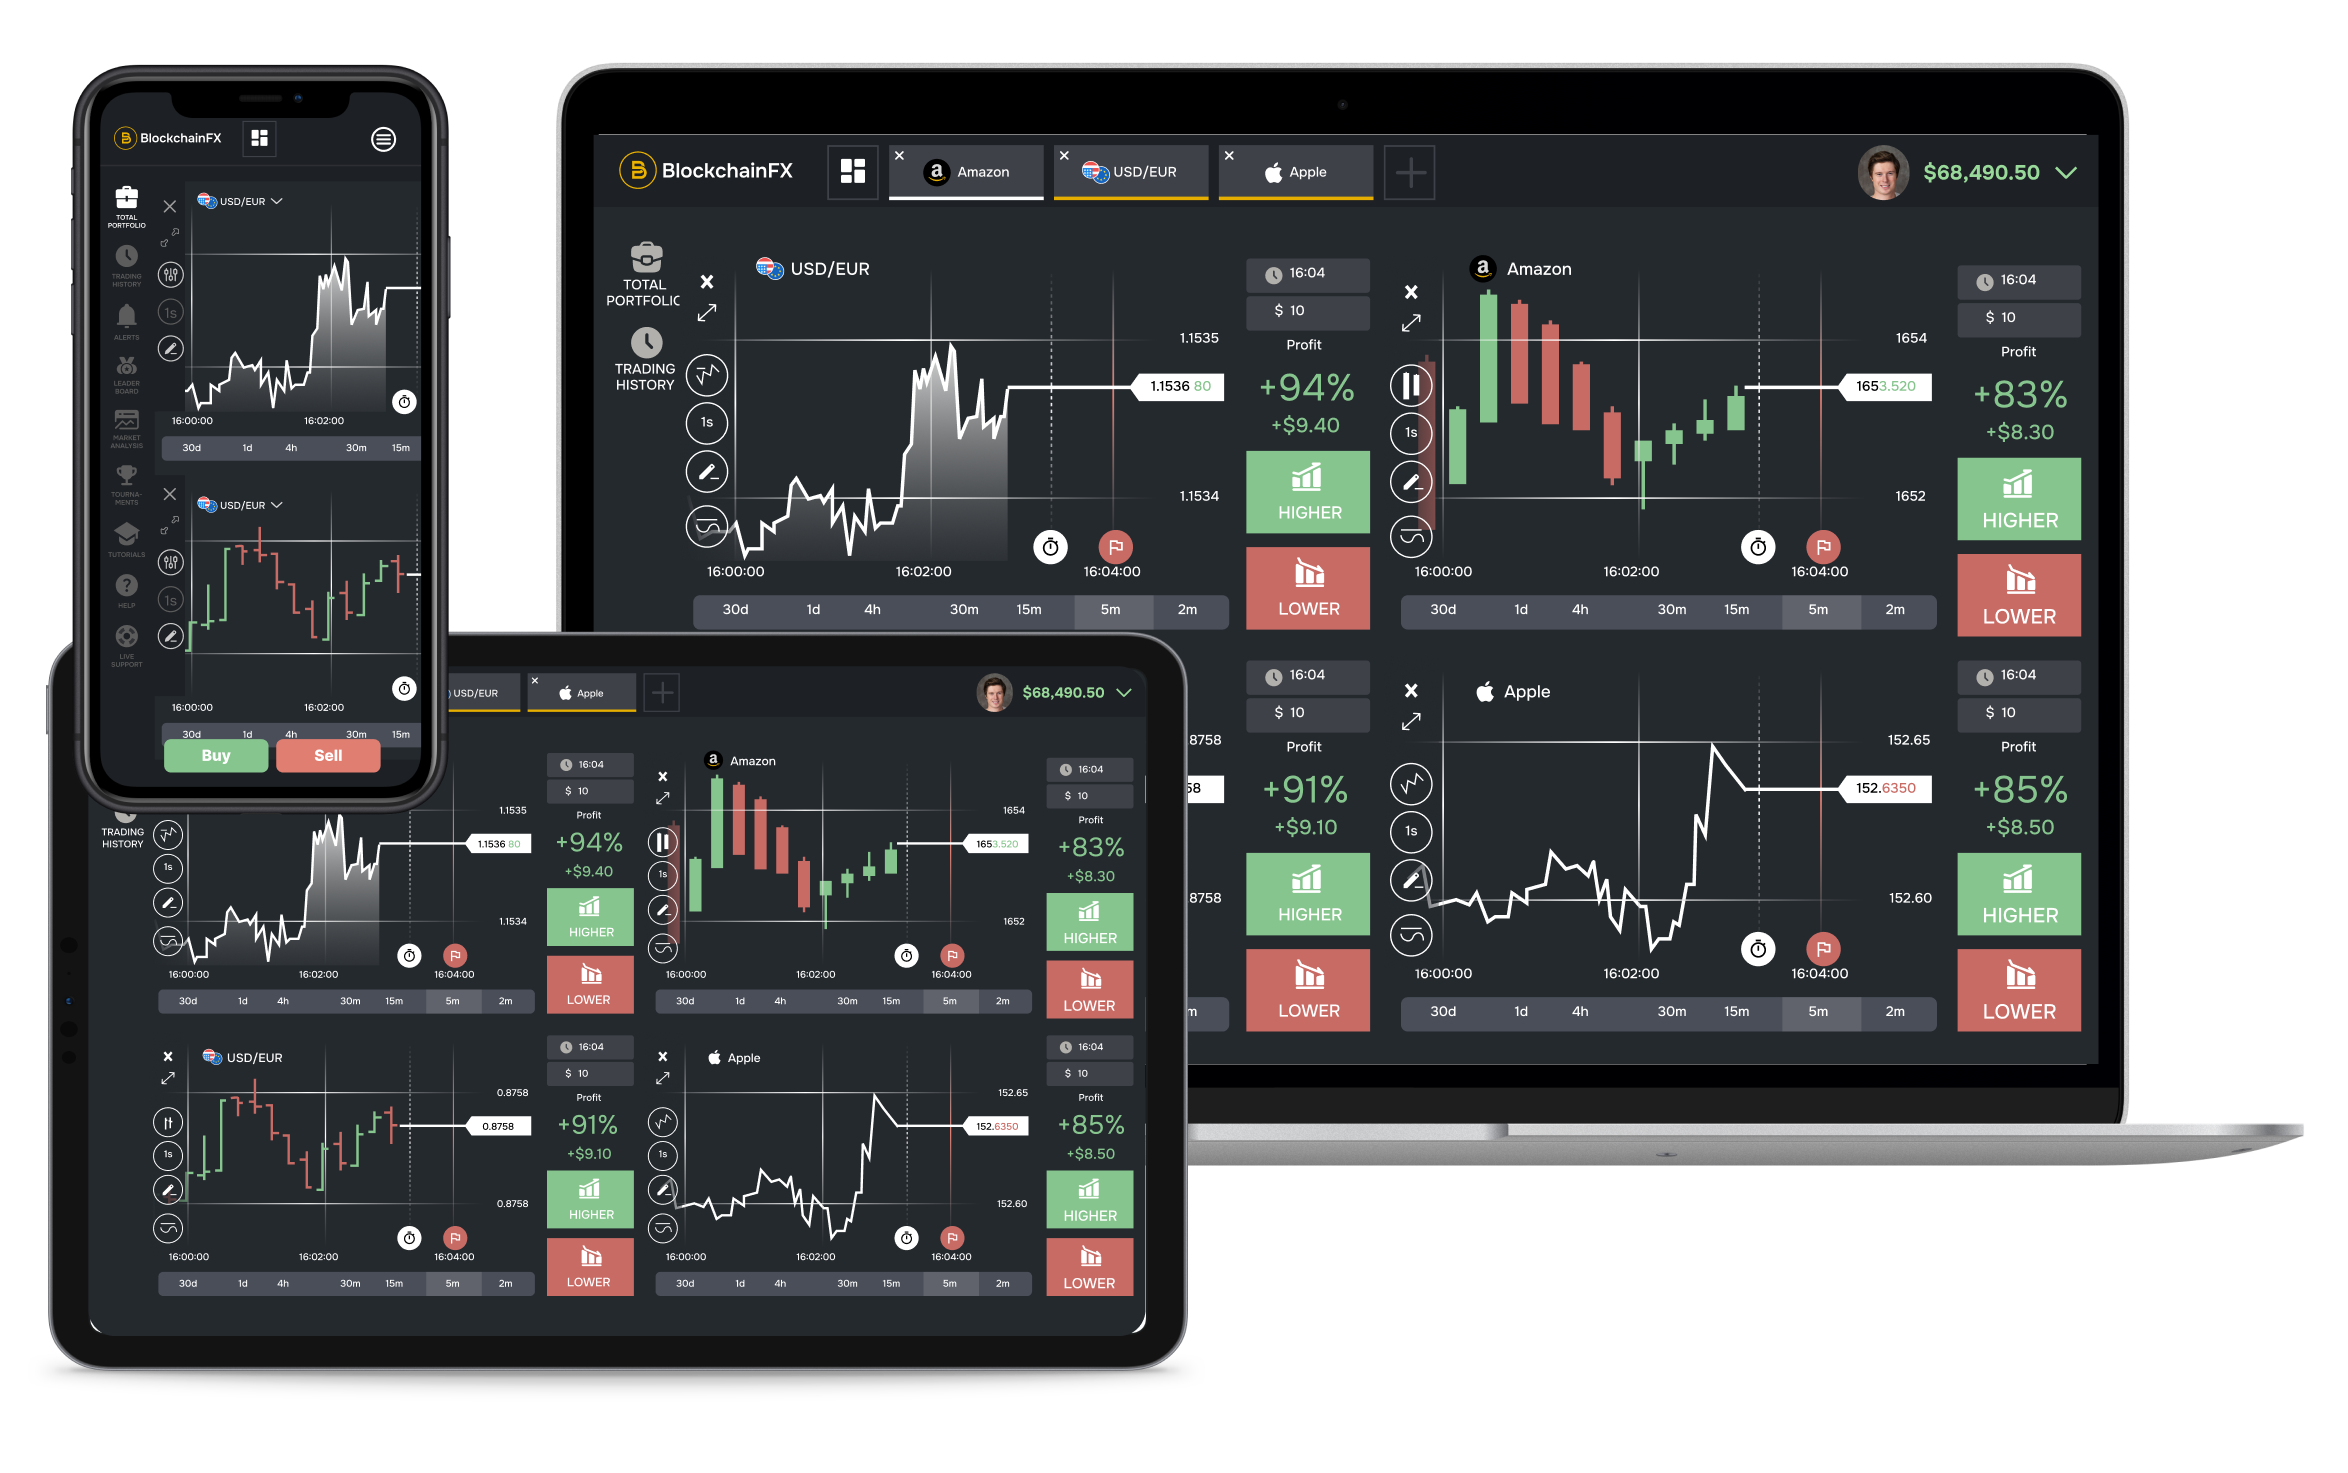 BlockchainFX
TOTAL
PORTFOLIO
TRADING
HISTORY
ALERTS
LEADER
BOARD
MARKET
ANALYSIS
TOURNA-
MENTS
TUTORIALS
HELP
LIVE
SUPPORT
USD/EUR
1s
16:00:00 16:02:00
30d 1d 4h 30m 15m
USD/EUR
1s
16:00:00 16:02:00
30d 1d 4h 30m 15m
Buy Sell
BlockchainFX
Amazon
USD/EUR
Apple
$68,490.50
TOTAL
PORTFOLIO
TRADING
HISTORY
USD/EUR
1s
1.1535
1.1536 80
1.1534
16:00:00 16:02:00 16:04:00
30d 1d 4h 30m 15m 5m 2m
16:04
$ 10
Profit
+94%
+$9.40
HIGHER
LOWER
Amazon
1s
1654
1653.520
1652
16:00:00 16:02:00 16:04:00
30d 1d 4h 30m 15m 5m 2m
16:04
$ 10
Profit
+83%
+$8.30
HIGHER
LOWER
8758
58
8758
m
16:04
$ 10
Profit
+91%
+$9.10
HIGHER
LOWER
Apple
1s
152.65
152.6350
152.60
16:00:00 16:02:00 16:04:00
30d 1d 4h 30m 15m 5m 2m
16:04
$ 10
Profit
+85%
+$8.50
HIGHER
LOWER
USD/EUR
Apple
$68,490.50
TRADING
HISTORY
1s
1.1535
1.1536 80
1.1534
16:00:00 16:02:00 16:04:00
30d 1d 4h 30m 15m 5m 2m
16:04
$ 10
Profit
+94%
+$9.40
HIGHER
LOWER
Amazon
1s
1654
1653.520
1652
16:00:00 16:02:00 16:04:00
30d 1d 4h 30m 15m 5m 2m
16:04
$ 10
Profit
+83%
+$8.30
HIGHER
LOWER
USD/EUR
1s
0.8758
0.8758
0.8758
16:00:00 16:02:00 16:04:00
30d 1d 4h 30m 15m 5m 2m
16:04
$ 10
Profit
+91%
+$9.10
HIGHER
LOWER
Apple
1s
152.65
152.6350
152.60
16:00:00 16:02:00 16:04:00
30d 1d 4h 30m 15m 5m 2m
16:04
$ 10
Profit
+85%
+$8.50
HIGHER
LOWER